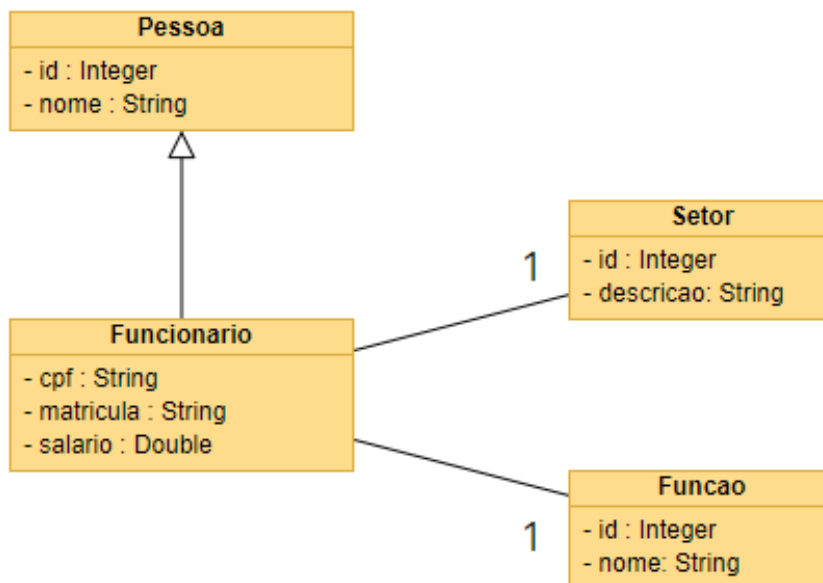 Pessoa
- id : Integer
- nome : String
Setor
- id : Integer
- descricao: String
1
Funcionario
- cpf : String
- matricula : String
- salario : Double
Funcao
- id : Integer
- nome: String
1